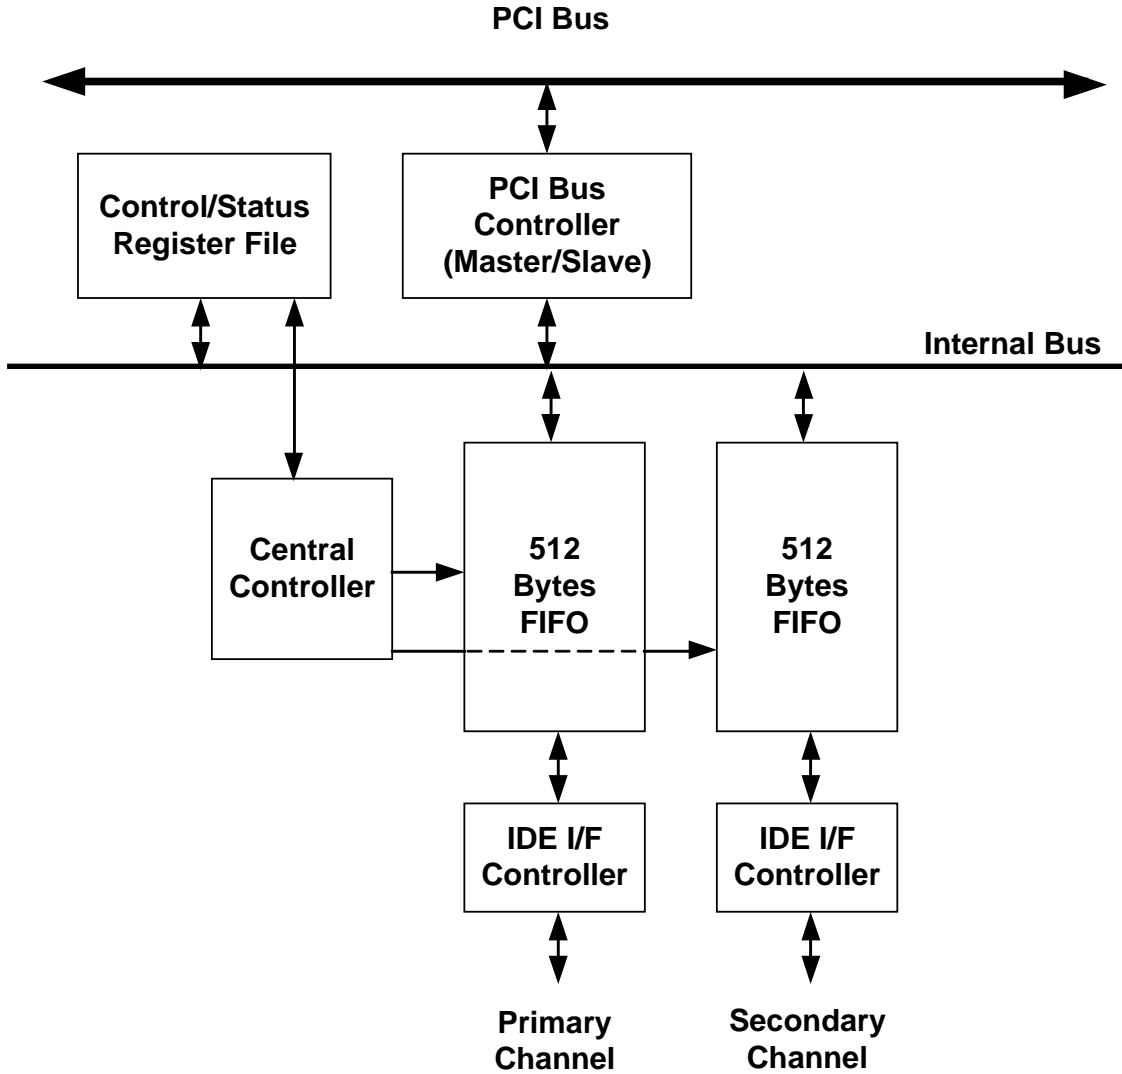 PCI Bus
Control/Status
Register File
PCI Bus
Controller
(Master/Slave)
Internal Bus
Central
Controller
512
Bytes
FIFO
512
Bytes
FIFO
IDE I/F
Controller
IDE I/F
Controller
Primary
Channel
Secondary
Channel